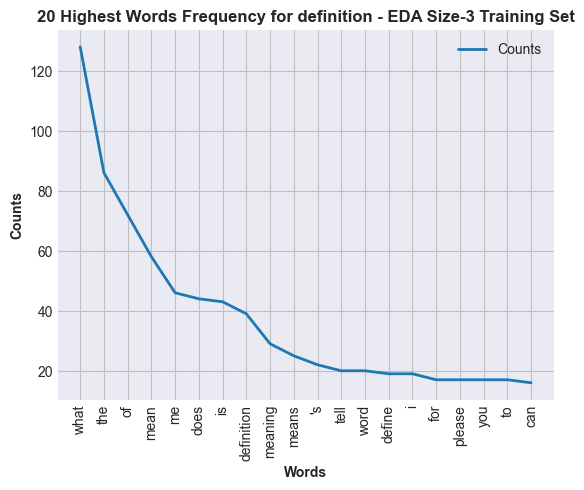 20 Highest Words Frequency for definition - EDA Size-3 Training Set
Counts
120
100
80
60
40
20
Counts
what
the
of
mean
me
does
is
definition
meaning
means
's
tell
word
define
i
for
please
you
to
can
Words